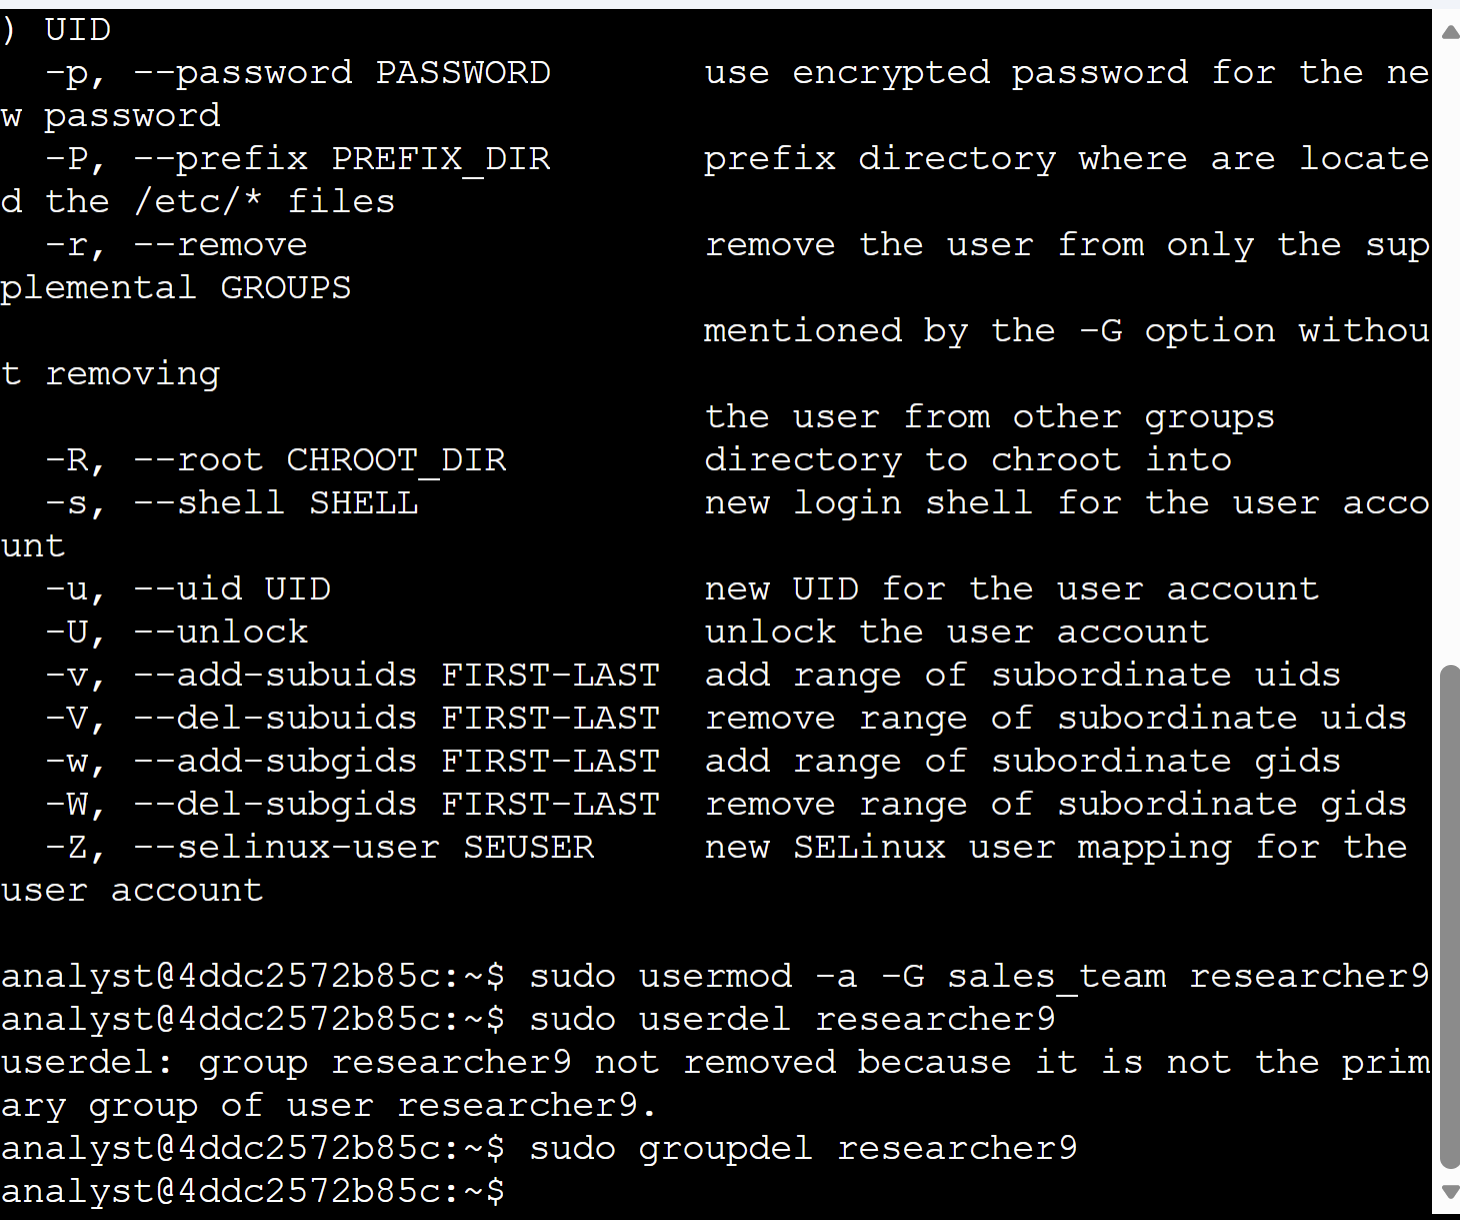 ) UID
  -p, --password PASSWORD       use encrypted password for the ne
w password
  -P, --prefix PREFIX_DIR       prefix directory where are locate
d the /etc/* files
  -r, --remove                  remove the user from only the sup
plemental GROUPS
                                mentioned by the -G option withou
t removing
                                the user from other groups
  -R, --root CHROOT_DIR         directory to chroot into
  -s, --shell SHELL             new login shell for the user acco
unt
  -u, --uid UID                 new UID for the user account
  -U, --unlock                  unlock the user account
  -v, --add-subuids FIRST-LAST  add range of subordinate uids
  -V, --del-subuids FIRST-LAST  remove range of subordinate uids
  -w, --add-subgids FIRST-LAST  add range of subordinate gids
  -W, --del-subgids FIRST-LAST  remove range of subordinate gids
  -Z, --selinux-user SEUSER     new SELinux user mapping for the
user account

analyst@4ddc2572b85c:~$ sudo usermod -a -G sales_team researcher9
analyst@4ddc2572b85c:~$ sudo userdel researcher9
userdel: group researcher9 not removed because it is not the prim
ary group of user researcher9.
analyst@4ddc2572b85c:~$ sudo groupdel researcher9
analyst@4ddc2572b85c:~$